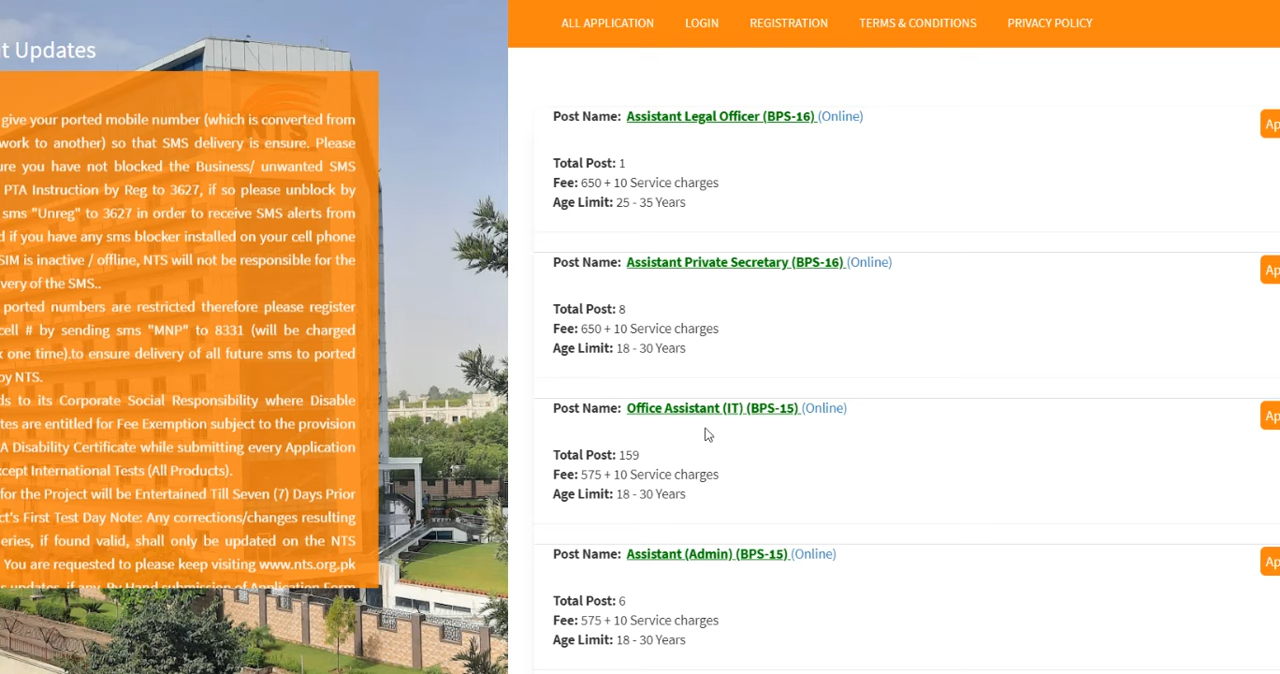 t Updates
give your ported mobile number (which is converted from
work to another) so that SMS delivery is ensure. Please
ure you have not blocked the Business/ unwanted SMS
PTA Instruction by Reg to 3627, if so please unblock by
sms "Unreg" to 3627 in order to receive SMS alerts from
d if you have any sms blocker installed on your cell phone
SIM is inactive / offline, NTS will not be responsible for the
very of the SMS..
ported numbers are restricted therefore please register
cell # by sending sms "MNP" to 8331 (will be charged
x one time).to ensure delivery of all future sms to ported
by NTS.
ds to its Corporate Social Responsibility where Disable
tes are entitled for Fee Exemption subject to the provision
A Disability Certificate while submitting every Application
xcept International Tests (All Products).
for the Project will be Entertained Till Seven (7) Days Prior
ct's First Test Day Note: Any corrections/changes resulting
eries, if found valid, shall only be updated on the NTS
You are requested to please keep visiting www.nts.org.pk
r updates, if any. By Hand submission of Application Form
NTS
ALL APPLICATION LOGIN REGISTRATION TERMS & CONDITIONS PRIVACY POLICY
Post Name: Assistant Legal Officer (BPS-16) (Online)
Ap
Total Post: 1
Fee: 650 + 10 Service charges
Age Limit: 25 - 35 Years
Post Name: Assistant Private Secretary (BPS-16) (Online)
Ap
Total Post: 8
Fee: 650 + 10 Service charges
Age Limit: 18 - 30 Years
Post Name: Office Assistant (IT) (BPS-15) (Online)
Ap
Total Post: 159
Fee: 575 + 10 Service charges
Age Limit: 18 - 30 Years
Post Name: Assistant (Admin) (BPS-15) (Online)
Ap
Total Post: 6
Fee: 575 + 10 Service charges
Age Limit: 18 - 30 Years